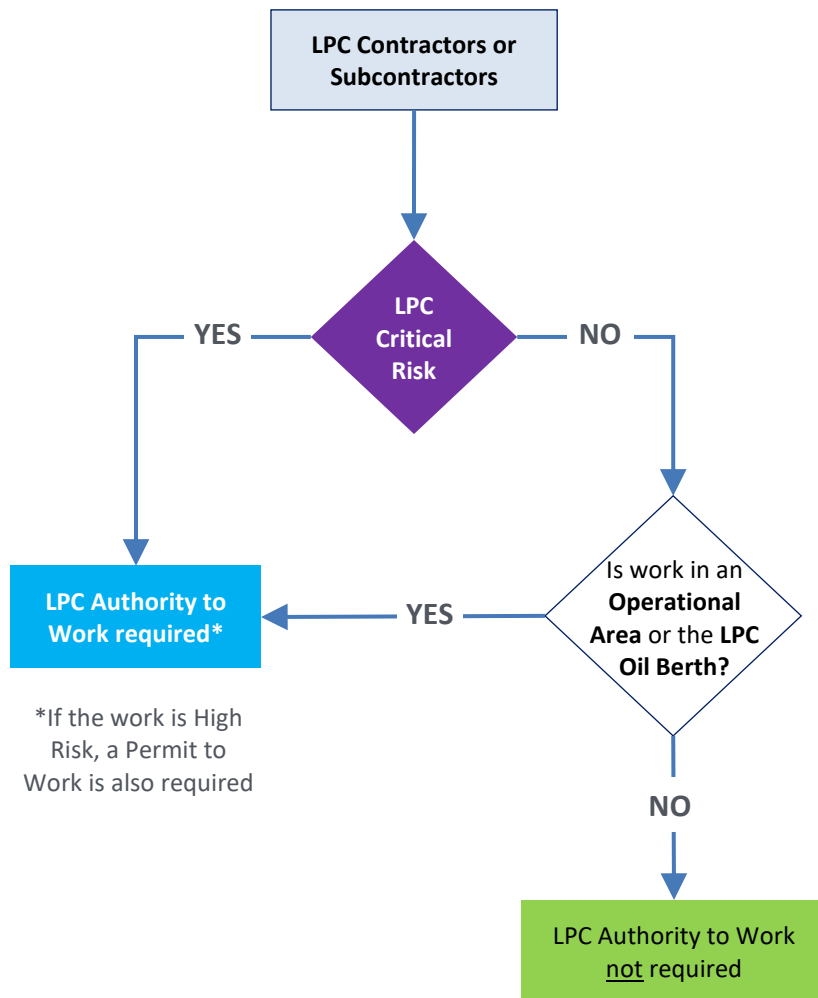 LPC Contractors or
Subcontractors
LPC
Critical
Risk
YES
NO
Is work in an
Operational
Area or the LPC
Oil Berth?
YES
LPC Authority to
Work required*
*If the work is High
Risk, a Permit to
Work is also required
NO
LPC Authority to Work
not required